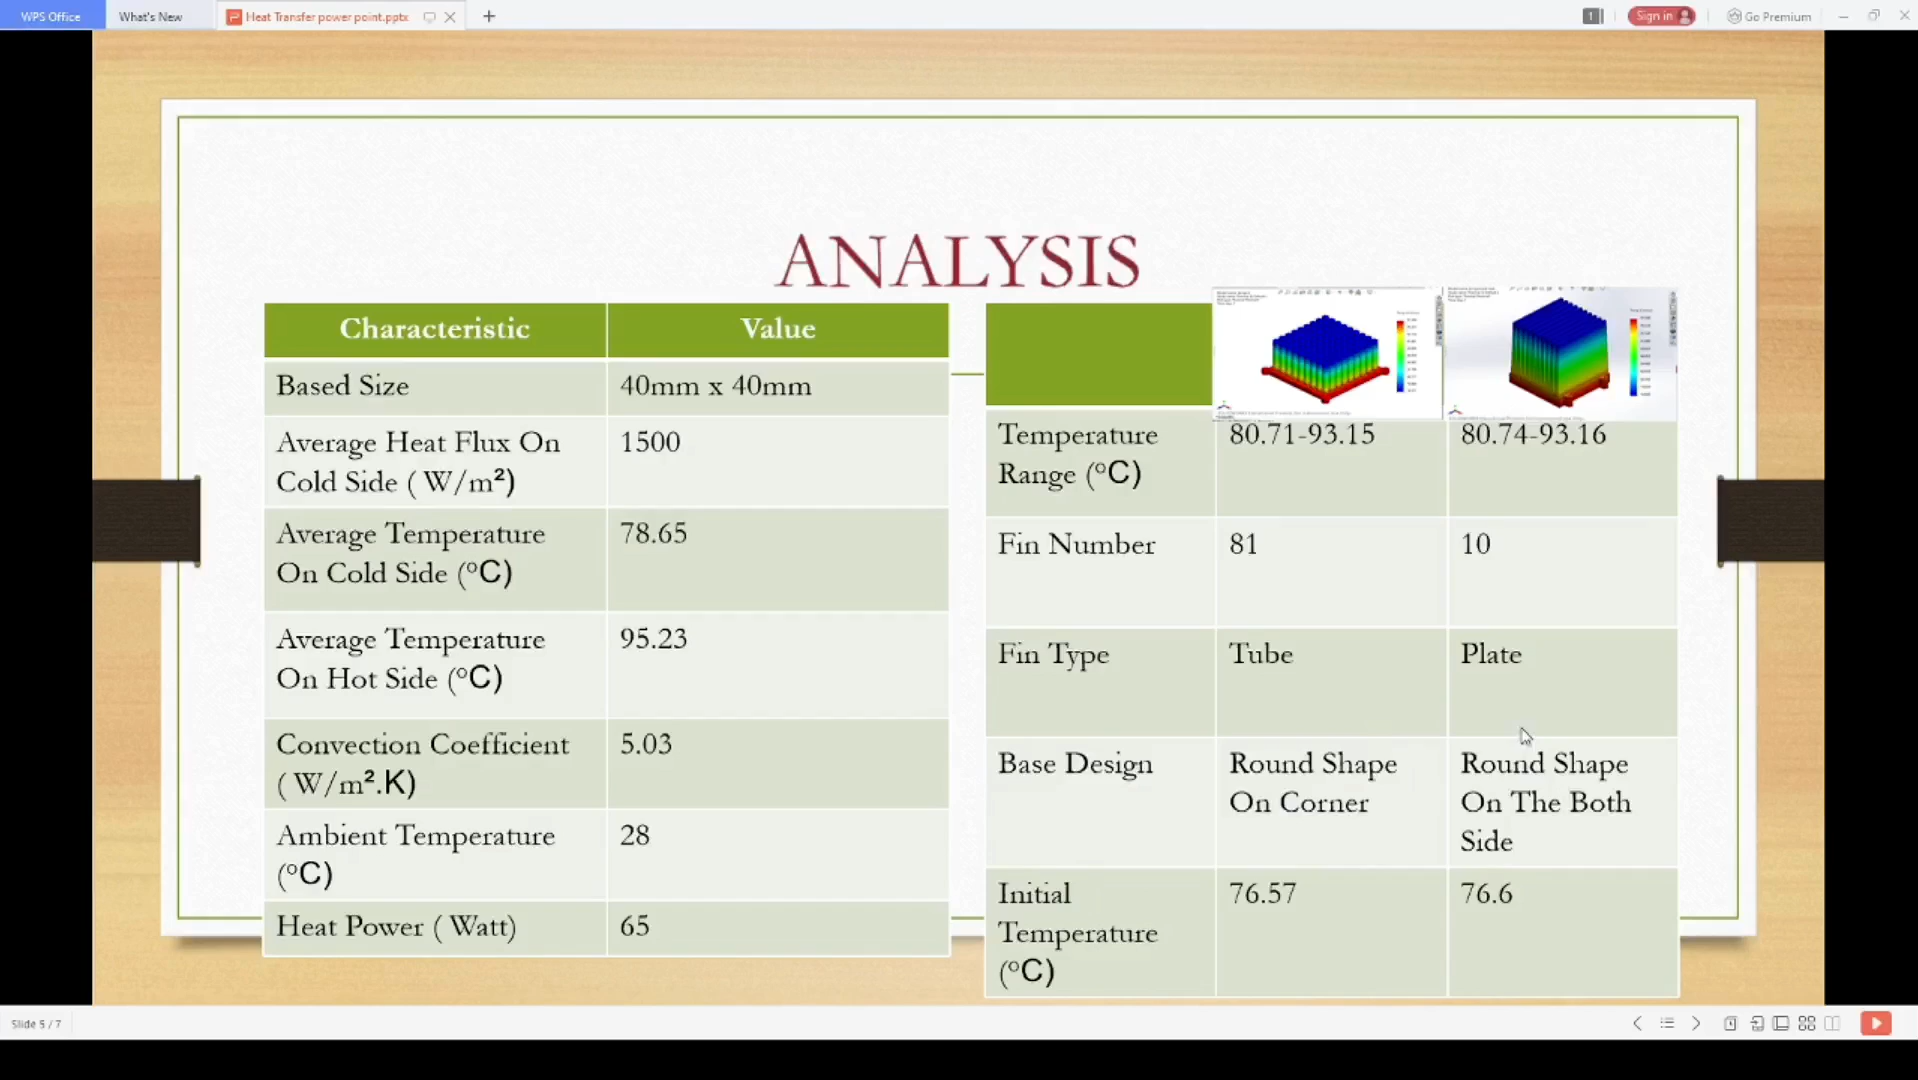 WPS Office
What's New
Heat Transfer power point.pptx
1
Sign in
Go Premium
ANALYSIS
Characteristic
Value
Based Size
40mm x 40mm
Average Heat Flux On
Cold Side ( W/m²)
1500
Average Temperature
On Cold Side (°C)
78.65
Average Temperature
On Hot Side (°C)
95.23
Convection Coefficient
( W/m².K)
5.03
Ambient Temperature
(°C)
28
Heat Power ( Watt)
65
Temperature
Range (°C)
80.71-93.15
80.74-93.16
Fin Number
81
10
Fin Type
Tube
Plate
Base Design
Round Shape
On Corner
Round Shape
On The Both
Side
Initial
Temperature
(°C)
76.57
76.6
Slide 5 / 7